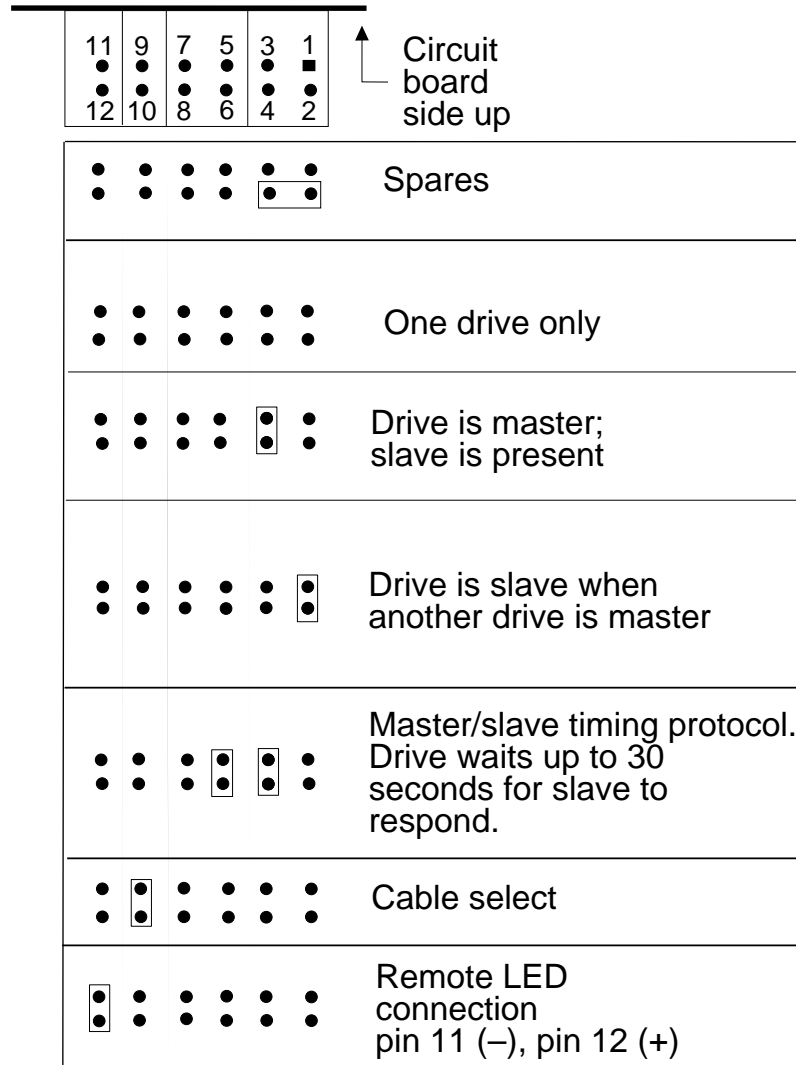 11 9 7 5 3 1
12 10 8 6 4 2
Circuit
board
side up
Spares
One drive only
Drive is master;
slave is present
Drive is slave when
another drive is master
Master/slave timing protocol.
Drive waits up to 30
seconds for slave to
respond.
Cable select
Remote LED
connection
pin 11 (–), pin 12 (+)